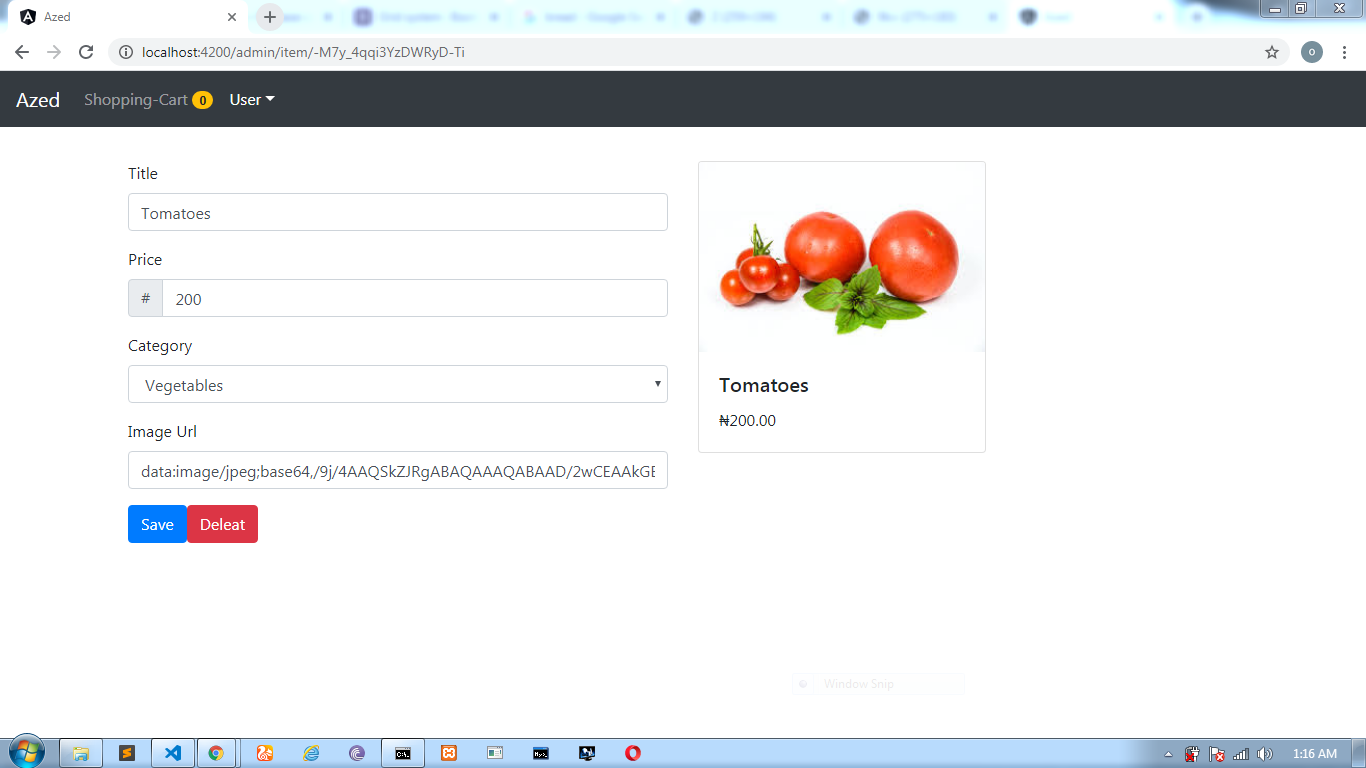 Azed
localhost:4200/admin/item/-M7y_4qqi3YzDWRyD-Ti
o
Azed Shopping-Cart 0 User
Title
Tomatoes
Price
# 200
Category
Vegetables
Image Url
data:image/jpeg;base64,/9j/4AAQSkZJRgABAQAAAQABAAD/2wCEAAkGE
Save Deleat
Tomatoes
₦200.00
Window Snip
1:16 AM